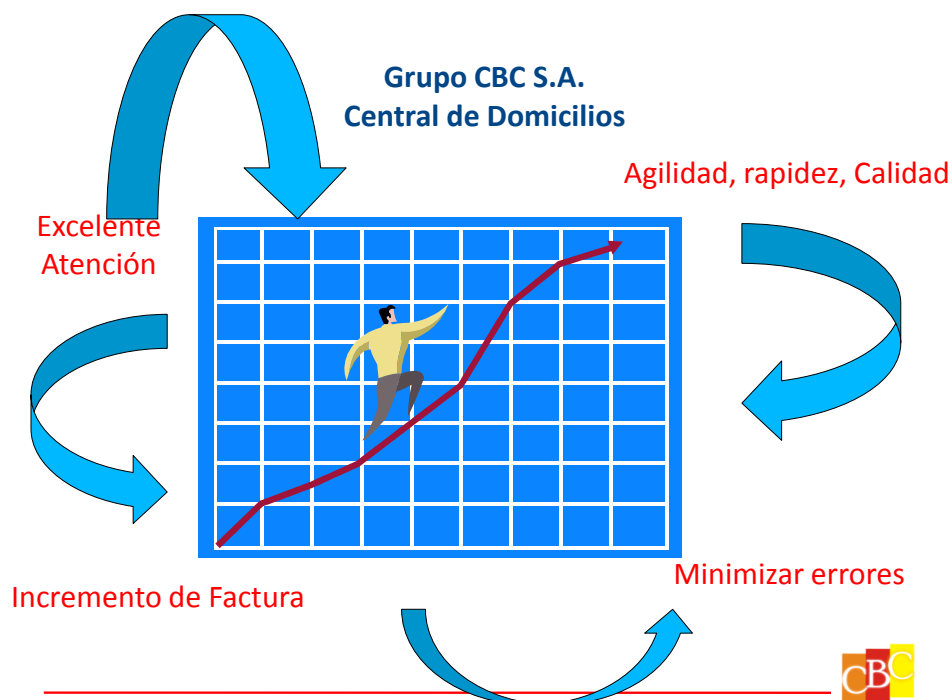 Grupo CBC S.A.
Central de Domicilios
Agilidad, rapidez, Calidad
Excelente
Atención
Minimizar errores
Incremento de Factura
CBC